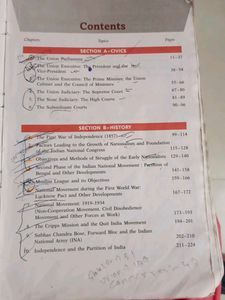 Contents
Chapters Topics Pages
SECTION A–CIVICS
1. The Union Parliament 11–37
2. The Union Executive: The President and the
Vice-President 38–54
3. The Union Executive: The Prime Minister, the Union
Cabinet and the Council of Ministers 55–66
4. The Union Judiciary: The Supreme Court 67–80
5. The State Judiciary: The High Court 81–89
6. The Subordinate Courts 90–96
SECTION B–HISTORY
1. The First War of Independence (1857) 99–114
2. Factors Leading to the Growth of Nationalism and Foundation
of the Indian National Congress 115–128
3. Objectives and Methods of Struggle of the Early Nationalists 129–140
4. Second Phase of the Indian National Movement: Partition of
Bengal and Other Developments 141–158
5. Muslim League and its Objectives 159–166
6. National Movement during the First World War:
Lucknow Pact and Other Developments 167–172
7. National Movement: 1919-1934
(Non-Cooperation Movement, Civil Disobedience
Movement and Other Forces at Work) 173–193
8. The Cripps Mission and the Quit India Movement 194–201
9. Subhas Chandra Bose, Forward Bloc and the Indian
National Army (INA) 202–210
10. Independence and the Partition of India 211–224